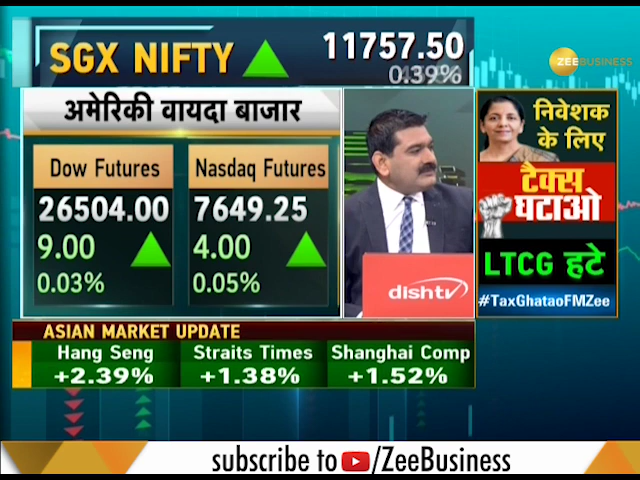 SGX NIFTY
11757.50
0.39%
ZEEBUSINESS
अमेरिकी वायदा बाजार
Dow Futures
26504.00
9.00
0.03%
Nasdaq Futures
7649.25
4.00
0.05%
dishtv
निवेशक
के लिए
टैक्स
घटाओ
LTCG हटे
#TaxGhataoFMZee
ASIAN MARKET UPDATE
Hang Seng
+2.39%
Straits Times
+1.38%
Shanghai Comp
+1.52%
subscribe to /ZeeBusiness